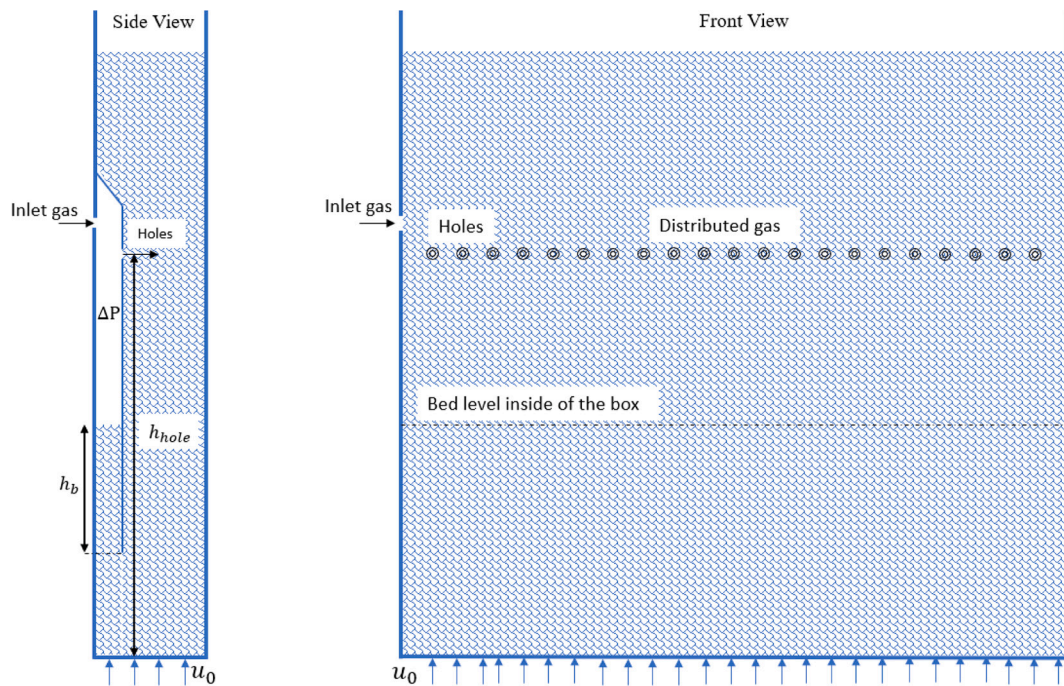 Side View
Front View
Inlet gas
Holes
Inlet gas
Holes
Distributed gas
ΔP
Bed level inside of the box
h_hole
h_b
u_0
u_0